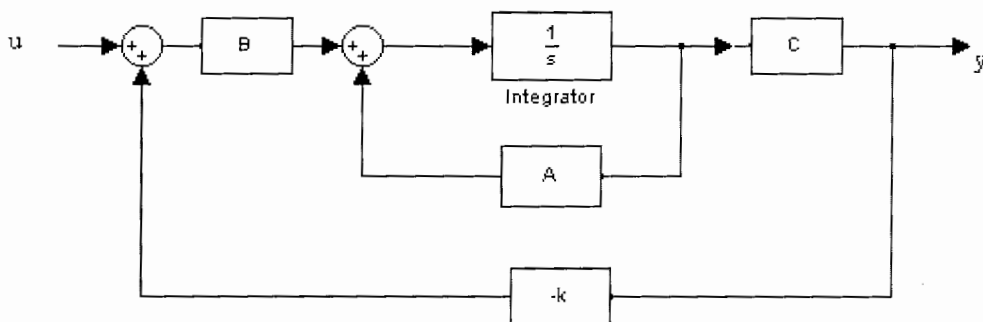 u
+
+
B
+
+
1
s
Integrator
C
y
A
-k